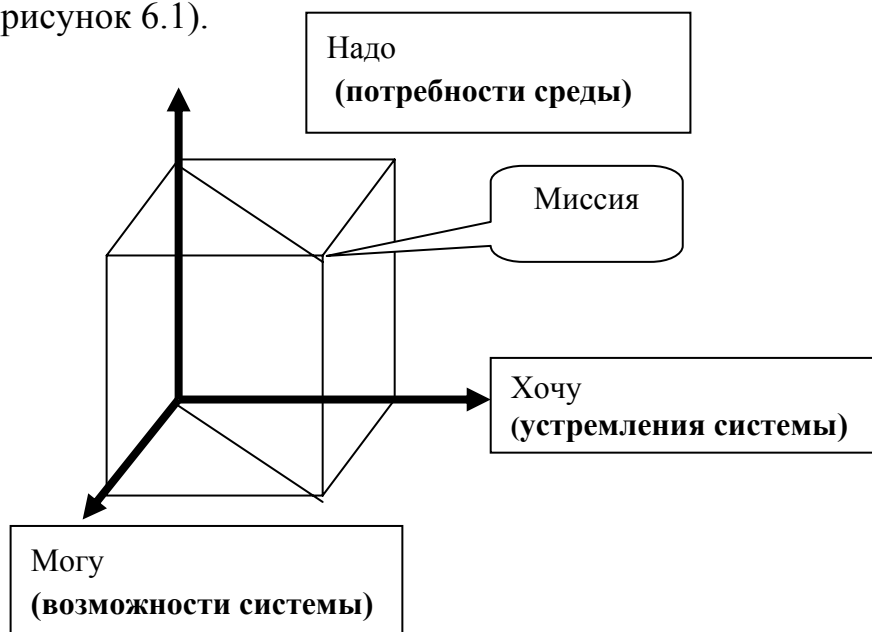 рисунок 6.1).
Надо
(потребности среды)
Миссия
Хочу
(устремления системы)
Могу
(возможности системы)